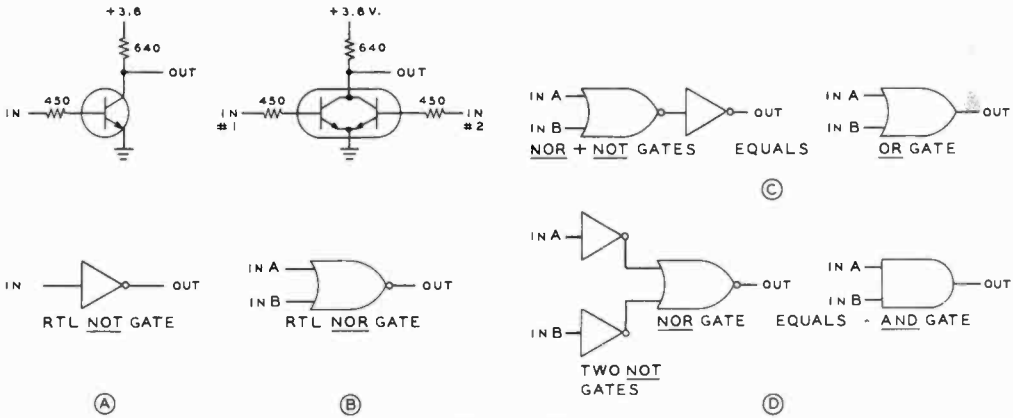 +3.6
640
OUT
450
IN
+3.6 V.
640
OUT
450
450
IN
#1
IN
#2
IN
OUT
RTL NOT GATE
IN A
IN B
OUT
RTL NOR GATE
A
B
IN A
IN B
OUT
NOR + NOT GATES EQUALS OR GATE
IN A
IN B
OUT
C
IN A
IN B
OUT
NOR GATE EQUALS - AND GATE
TWO NOT
GATES
IN A
IN B
OUT
D